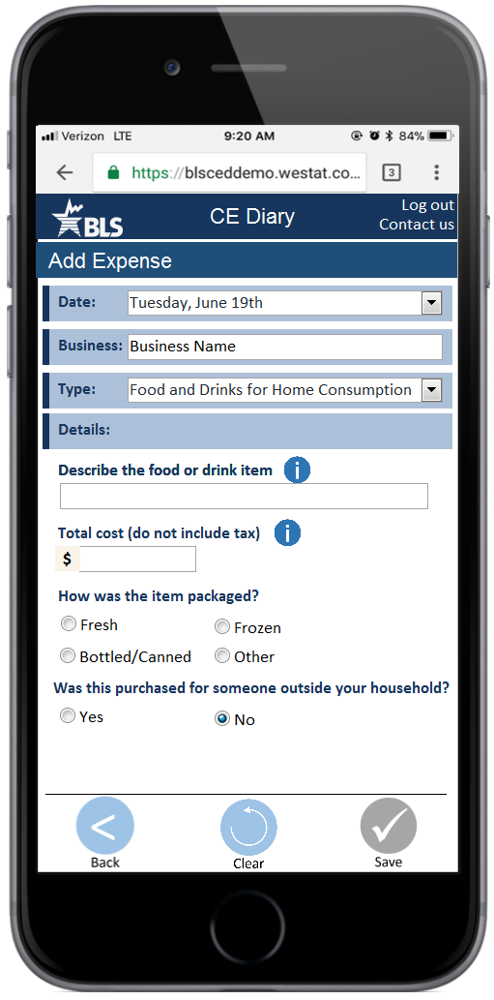 Verizon LTE 9:20 AM 84%
https://blsceddemo.westat.co... 3
BLS CE Diary Log out
Contact us
Add Expense
Date: Tuesday, June 19th
Business: Business Name
Type: Food and Drinks for Home Consumption
Details:
Describe the food or drink item i
Total cost (do not include tax) i
$
How was the item packaged?
Fresh Frozen
Bottled/Canned Other
Was this purchased for someone outside your household?
Yes No
Back Clear Save